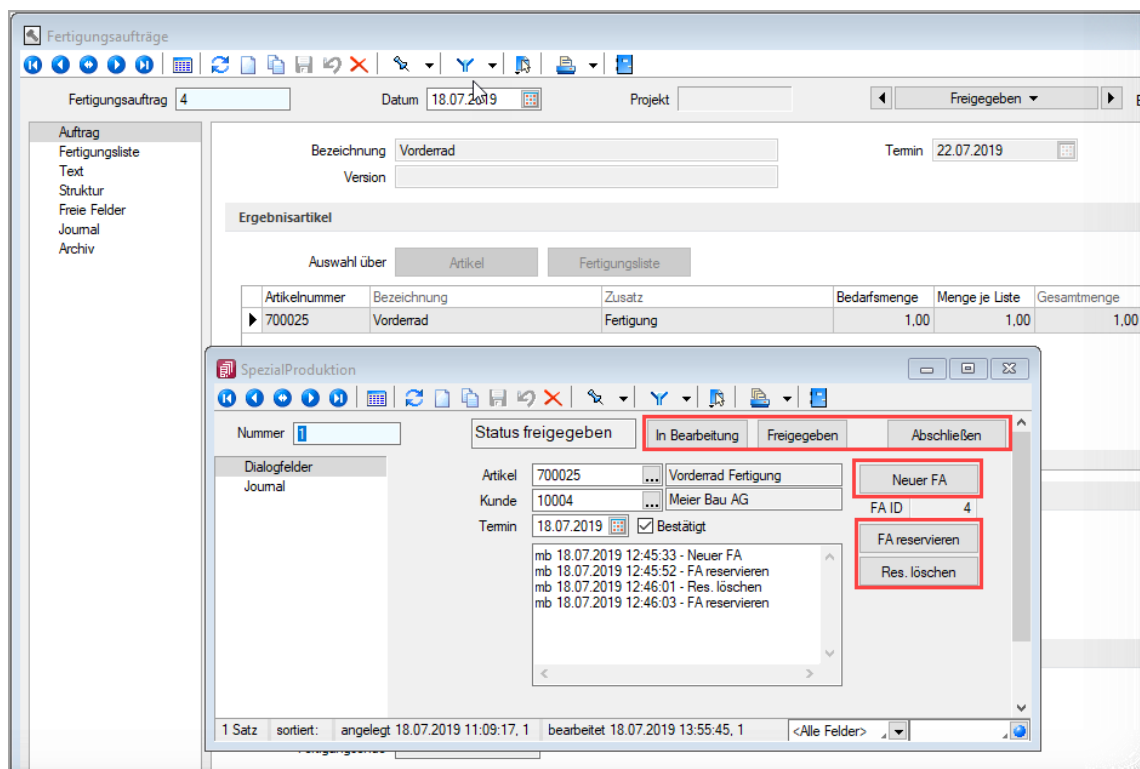 Fertigungsaufträge
Fertigungsauftrag 4 Datum 18.07.2019 Projekt Freigegeben
Auftrag
Fertigungsliste
Text
Struktur
Freie Felder
Journal
Archiv
Bezeichnung Vorderrad Termin 22.07.2019
Version
Ergebnisartikel
Auswahl über Artikel Fertigungsliste
Artikelnummer Bezeichnung Zusatz Bedarfsmenge Menge je Liste Gesamtmenge
700025 Vorderrad Fertigung 1,00 1,00 1,00
SpezialProduktion
Nummer 1 Status freigegeben In Bearbeitung Freigegeben Abschließen
Dialogfelder
Journal
Artikel 700025 ... Vorderrad Fertigung Neuer FA
Kunde 10004 ... Meier Bau AG FA ID 4
Termin 18.07.2019 Bestätigt FA reservieren
Res. löschen
mb 18.07.2019 12:45:33 - Neuer FA
mb 18.07.2019 12:45:52 - FA reservieren
mb 18.07.2019 12:46:01 - Res. löschen
mb 18.07.2019 12:46:03 - FA reservieren
1 Satz sortiert: angelegt 18.07.2019 11:09:17, 1 bearbeitet 18.07.2019 13:55:45, 1 <Alle Felder>